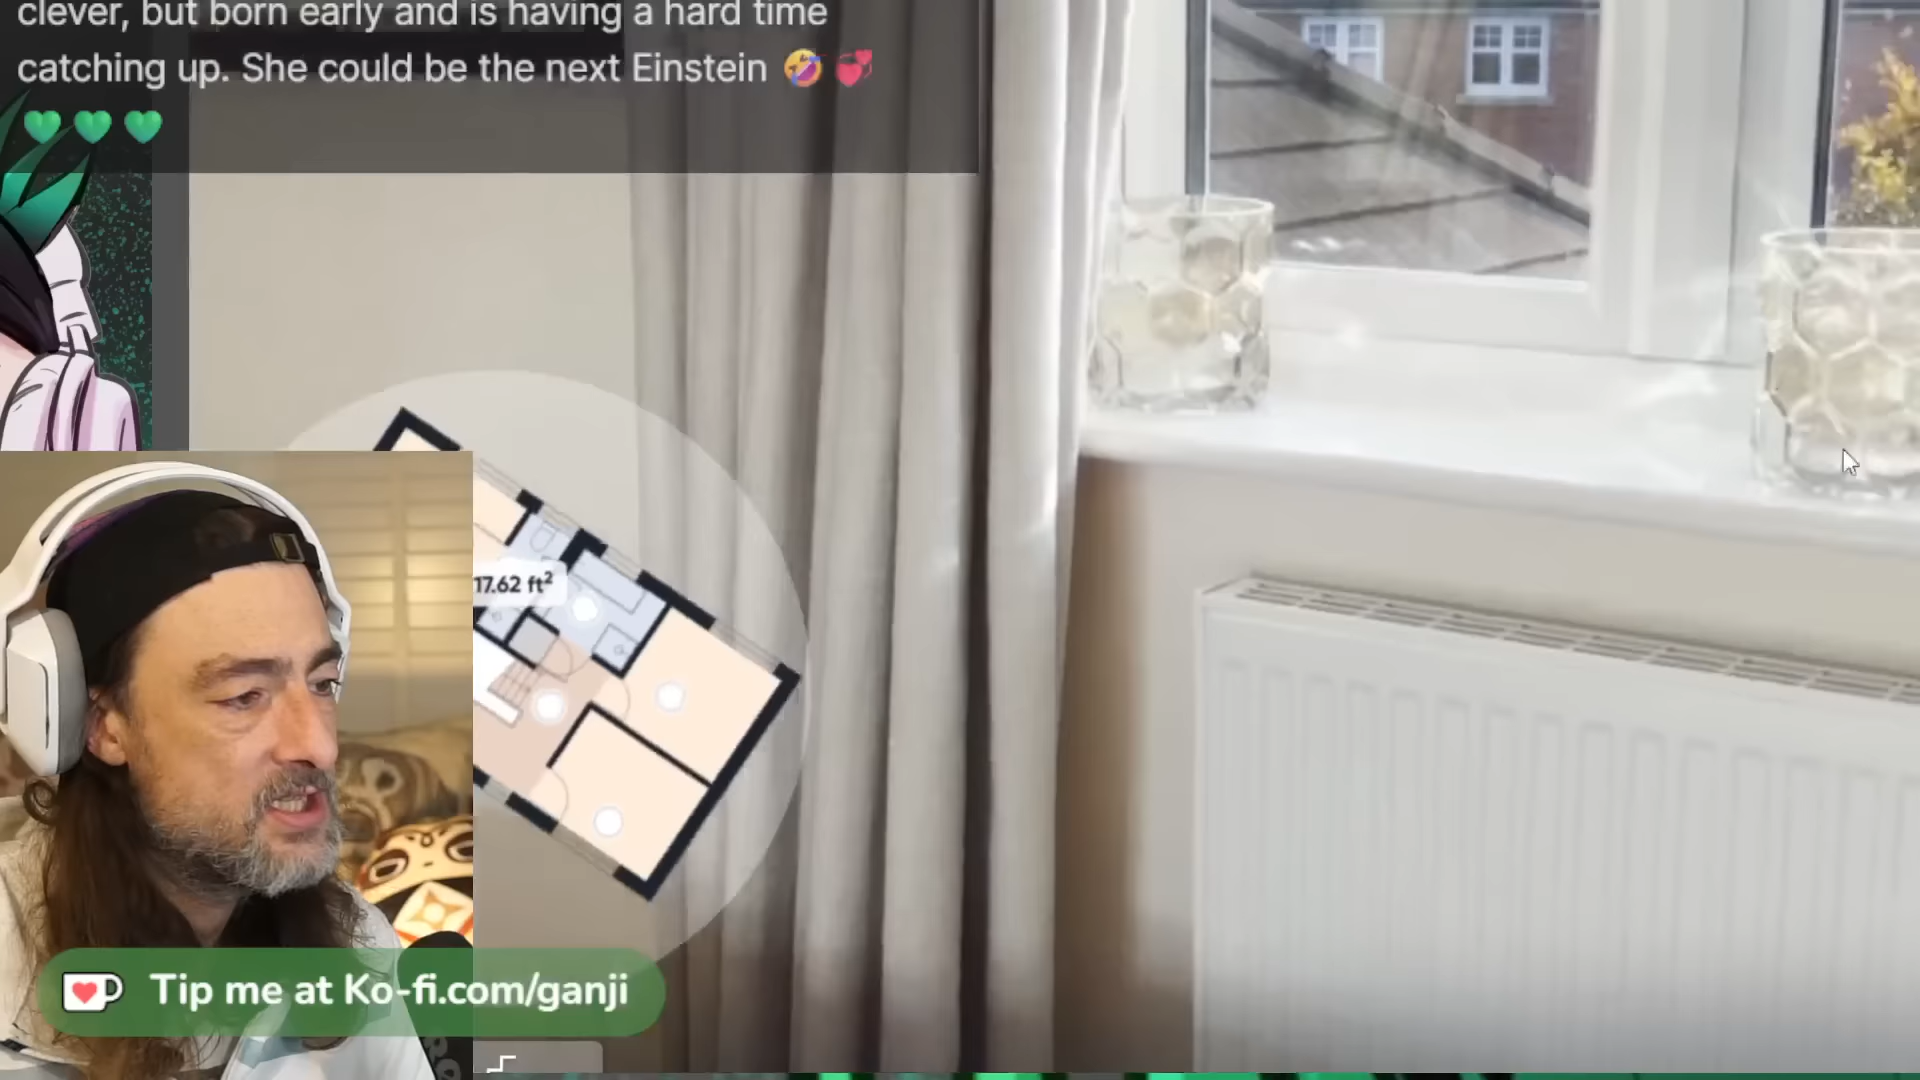 clever, but born early and is having a hard time
catching up. She could be the next Einstein 🤣 💞
💚 💚 💚
17.62 ft²
Tip me at Ko-fi.com/ganji